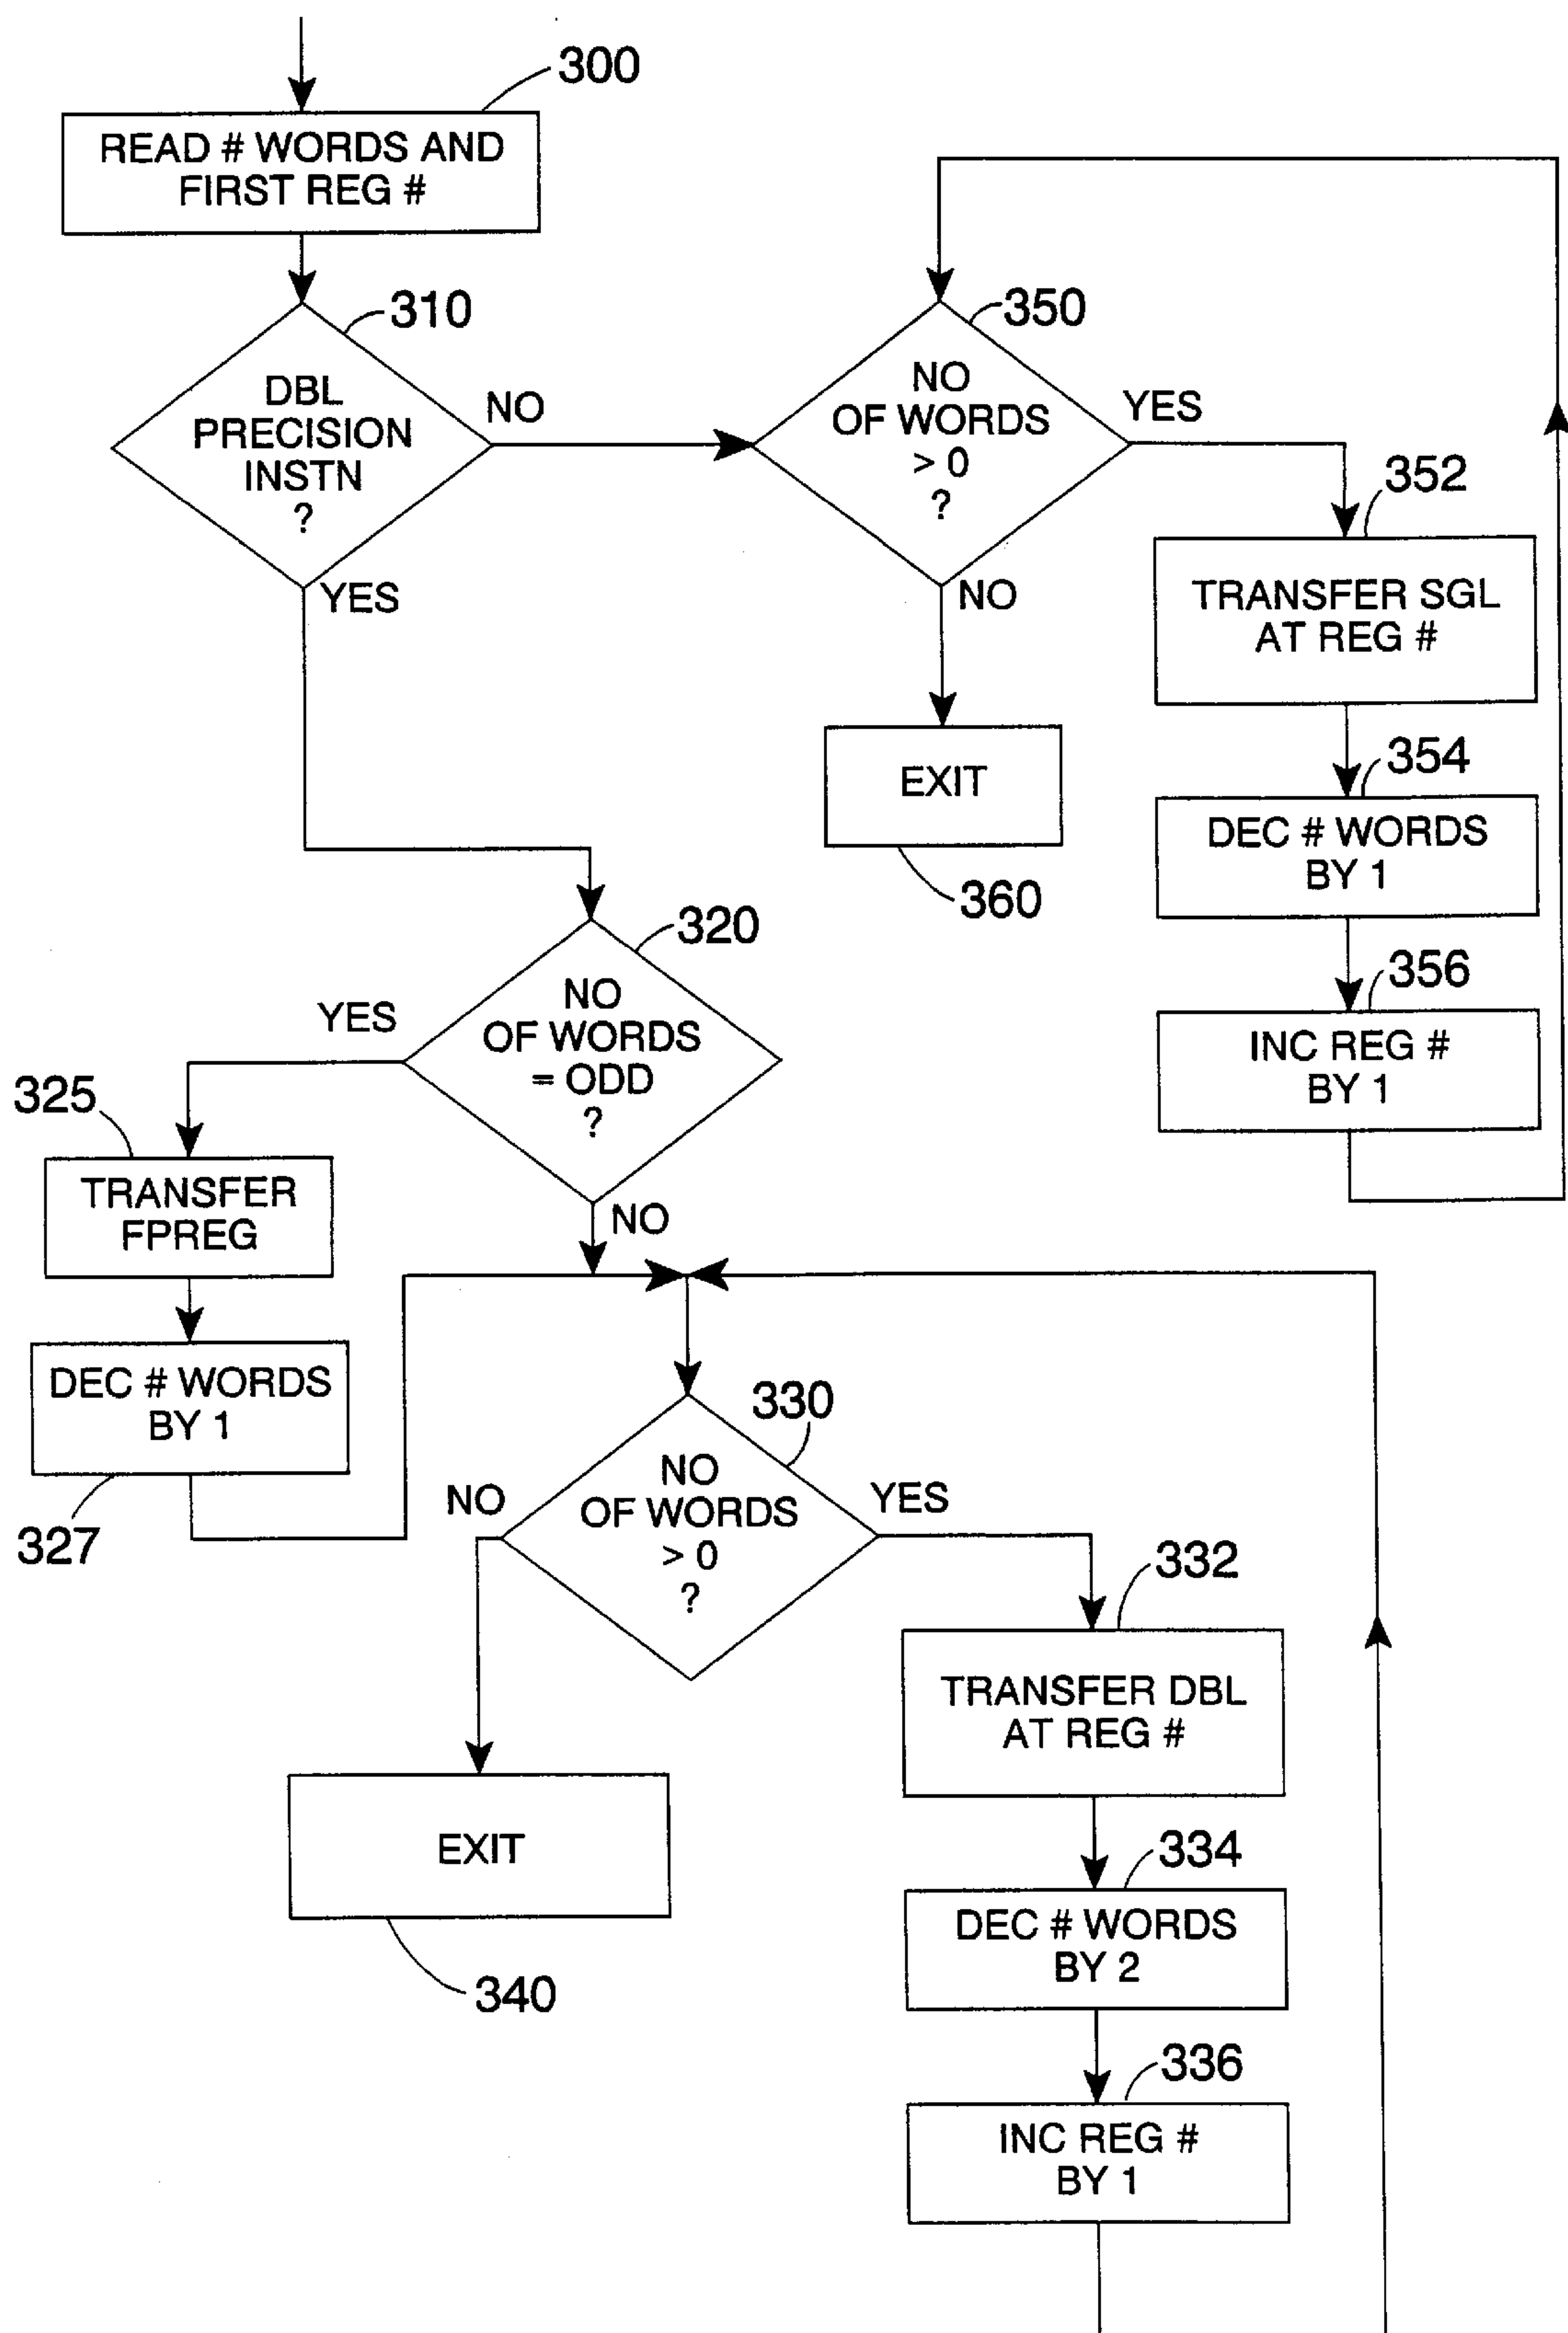 300
READ # WORDS AND
FIRST REG #
310
DBL
PRECISION
INSTN
?
NO
YES
350
NO
OF WORDS
> 0
?
YES
NO
352
TRANSFER SGL
AT REG #
354
DEC # WORDS
BY 1
356
INC REG #
BY 1
EXIT
360
320
NO
OF WORDS
= ODD
?
YES
NO
325
TRANSFER
FPREG
DEC # WORDS
BY 1
327
330
NO
OF WORDS
> 0
?
NO
YES
332
TRANSFER DBL
AT REG #
334
DEC # WORDS
BY 2
336
INC REG #
BY 1
EXIT
340